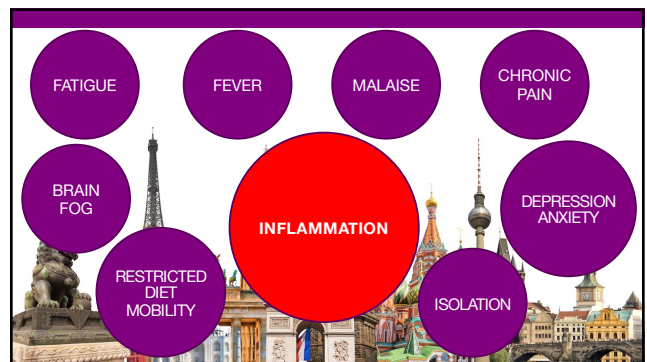 FATIGUE
FEVER
MALAISE
CHRONIC
PAIN
BRAIN
FOG
INFLAMMATION
DEPRESSION
ANXIETY
RESTRICTED
DIET
MOBILITY
ISOLATION